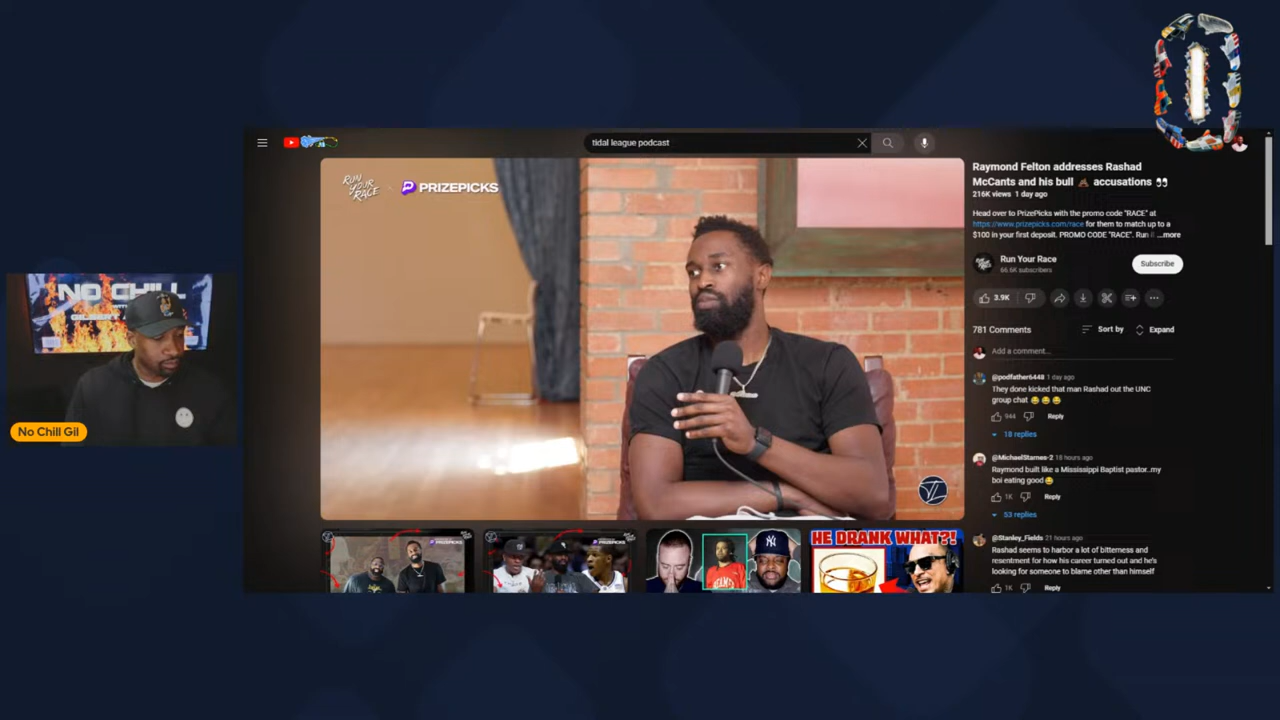 tidal league podcast
RUN
YOUR
RACE
PRIZEPICKS
Raymond Felton addresses Rashad
McCants and his bull 💩 accusations 👀
216K views 1 day ago
Head over to PrizePicks with the promo code "RACE" at
https://www.prizepicks.com/race for them to match up to a
$100 in your first deposit. PROMO CODE "RACE". Run ...more
Run Your Race
66.6K subscribers
Subscribe
3.9K
781 Comments
Sort by
Expand
Add a comment...
@podfather6448 1 day ago
They done kicked that man Rashad out the UNC
group chat 😂 😂 😂
944
Reply
18 replies
@MichaelStarnes-2 18 hours ago
Raymond built like a Mississippi Baptist pastor..my
boi eating good😂
1K
Reply
53 replies
@Stanley_Fields 21 hours ago
Rashad seems to harbor a lot of bitterness and
resentment for how his career turned out and he's
looking for someone to blame other than himself
1K
Reply
NO CHILL
GILBERT
No Chill Gil
PRIZEPICKS
PRIZEPICKS
HE DRANK WHAT?!